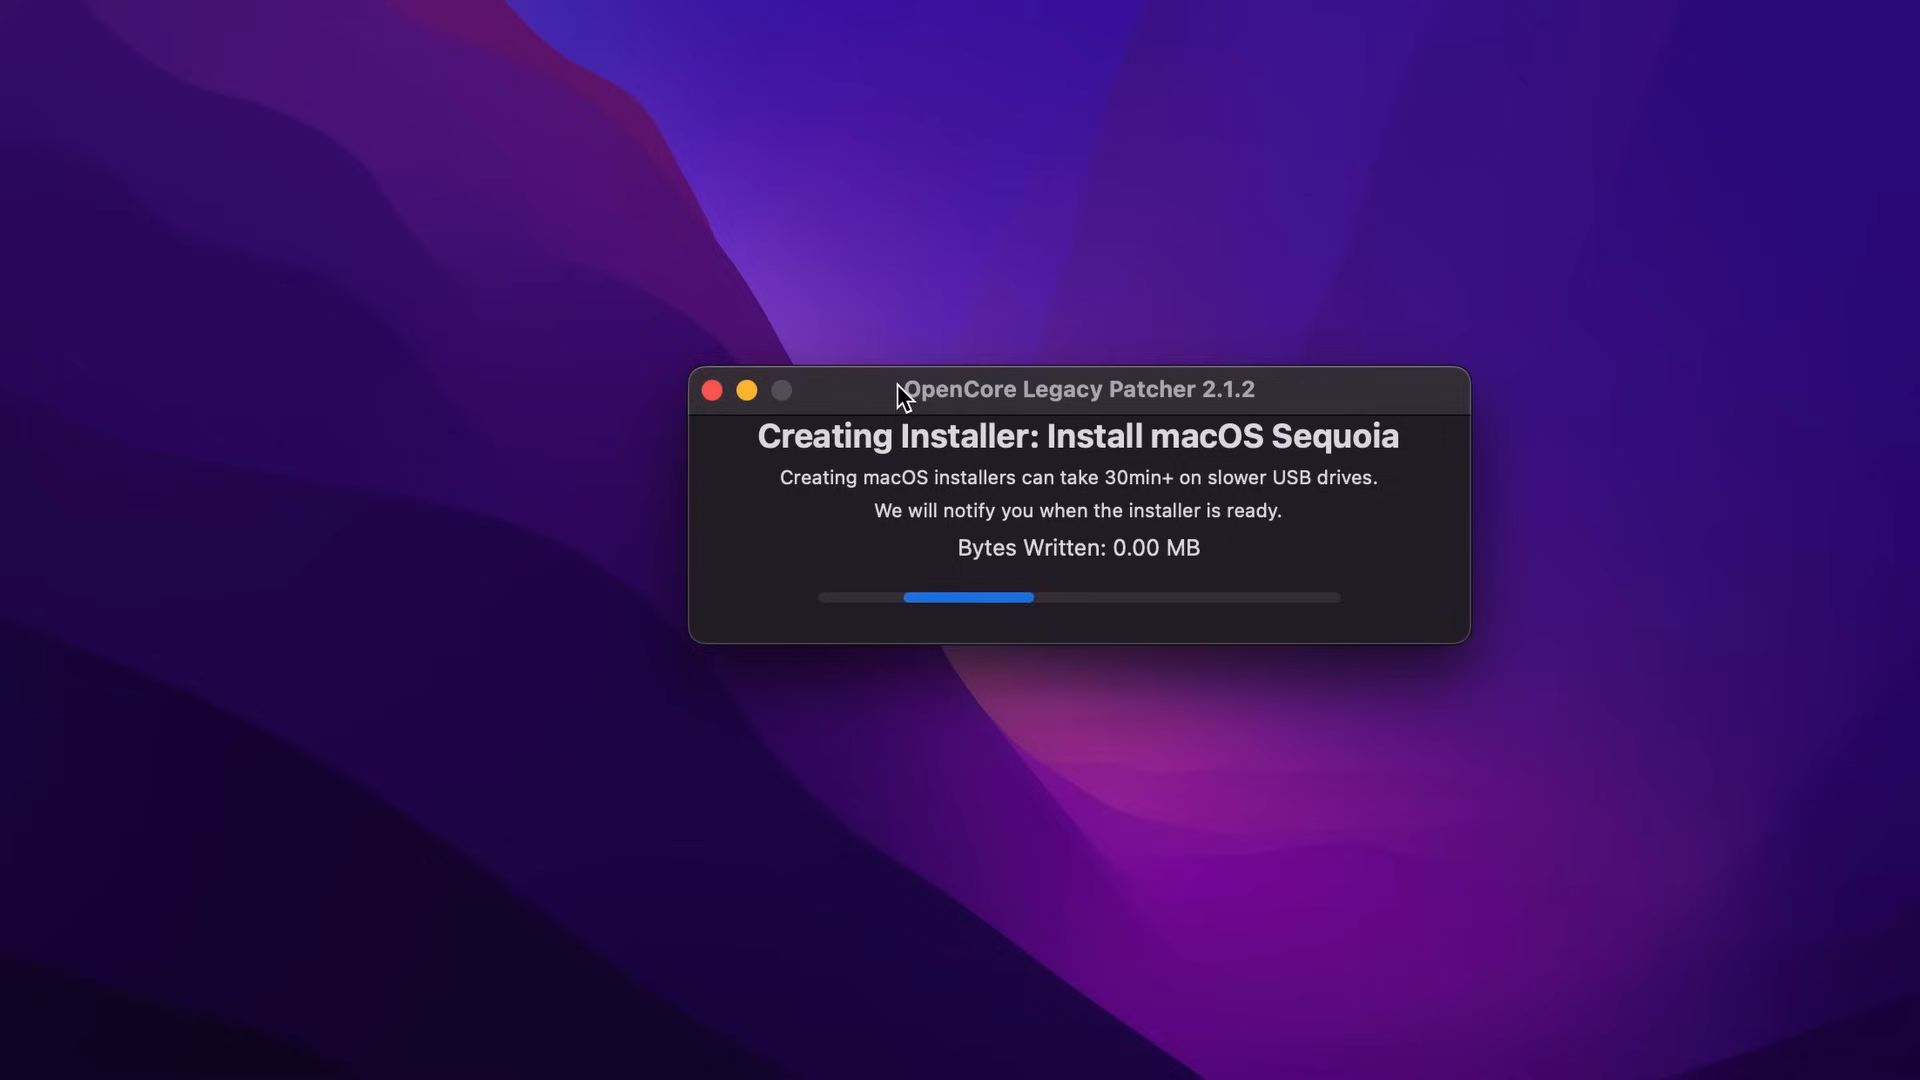 OpenCore Legacy Patcher 2.1.2
Creating Installer: Install macOS Sequoia
Creating macOS installers can take 30min+ on slower USB drives.
We will notify you when the installer is ready.
Bytes Written: 0.00 MB